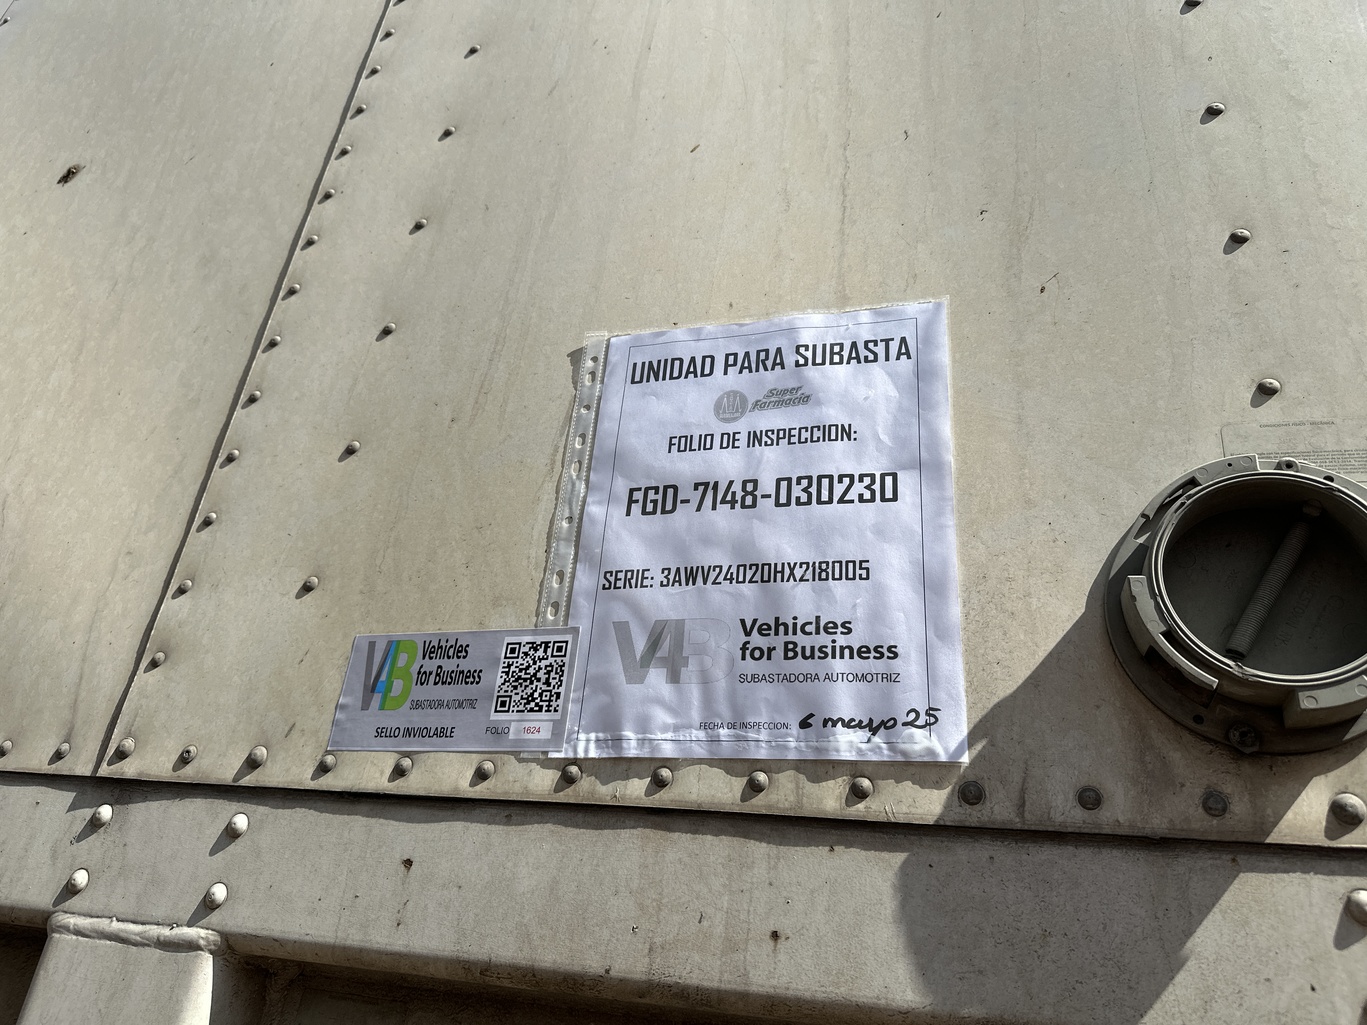 UNIDAD PARA SUBASTA
Super
Farmacia
FOLIO DE INSPECCION:
FGD-7148-030230
SERIE: 3AWV24020HX218005
V4B
Vehicles
for Business
SUBASTADORA AUTOMOTRIZ
FECHA DE INSPECCION: 6 mayo 25
V4B
Vehicles
for Business
SUBASTADORA AUTOMOTRIZ
SELLO INVIOLABLE
FOLIO 1624